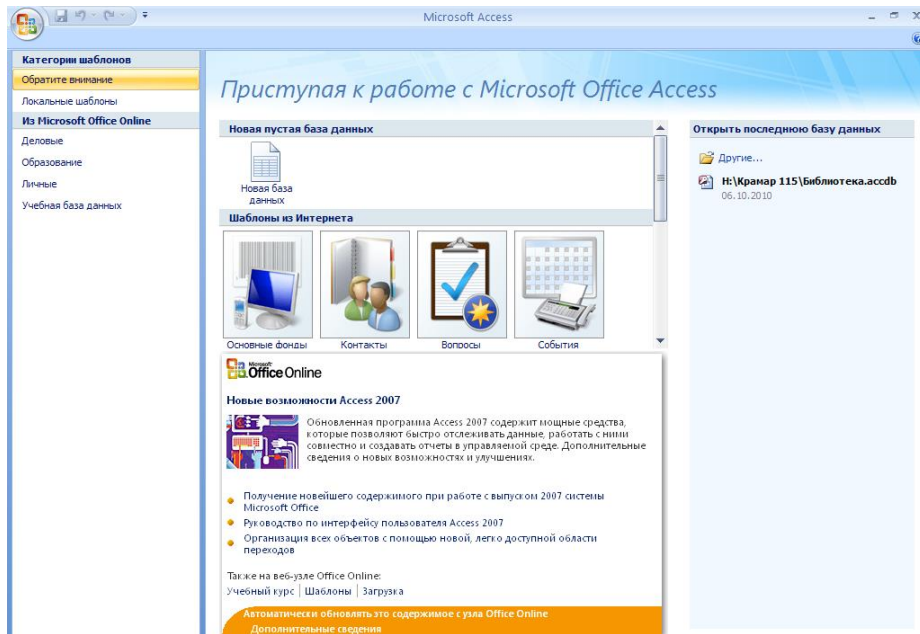 Microsoft Access
Категории шаблонов
Обратите внимание
Локальные шаблоны
Из Microsoft Office Online
Деловые
Образование
Личные
Учебная база данных
Приступая к работе с Microsoft Office Access
Новая пустая база данных
Новая база
данных
Шаблоны из Интернета
Основные фонды
Контакты
Вопросы
События
Microsoft
Office Online
Новые возможности Access 2007
Обновленная программа Access 2007 содержит мощные средства,
которые позволяют быстро отслеживать данные, работать с ними
совместно и создавать отчеты в управляемой среде. Дополнительные
сведения о новых возможностях и улучшениях.
Получение новейшего содержимого при работе с выпуском 2007 системы
Microsoft Office
Руководство по интерфейсу пользователя Access 2007
Организация всех объектов с помощью новой, легко доступной области
переходов
Также на веб-узле Office Online:
Учебный курс | Шаблоны | Загрузка
Автоматически обновлять это содержимое с узла Office Online
Дополнительные сведения
Открыть последнюю базу данных
Другие...
H:\Крамар 115\Библиотека.accdb
06.10.2010